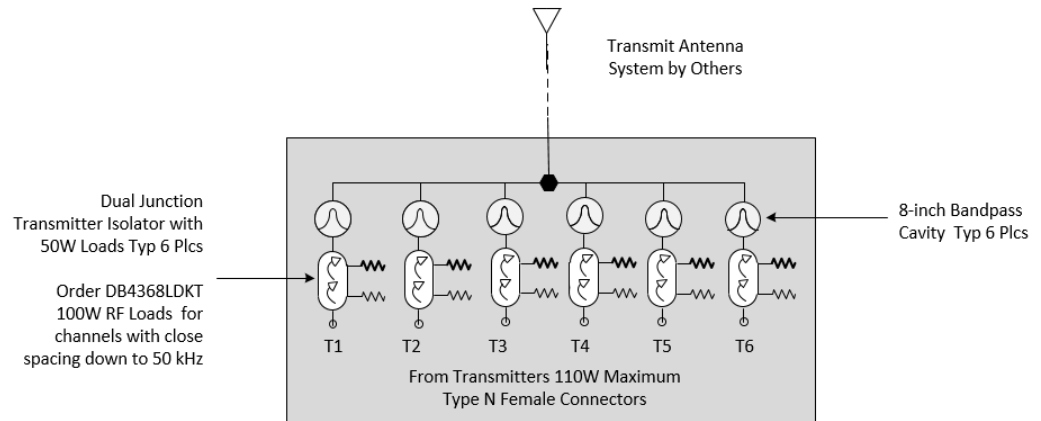 Transmit Antenna
System by Others
Dual Junction
Transmitter Isolator with
50W Loads Typ 6 Plcs
Order DB4368LDKT
100W RF Loads for
channels with close
spacing down to 50 kHz
8-inch Bandpass
Cavity Typ 6 Plcs
T1 T2 T3 T4 T5 T6
From Transmitters 110W Maximum
Type N Female Connectors